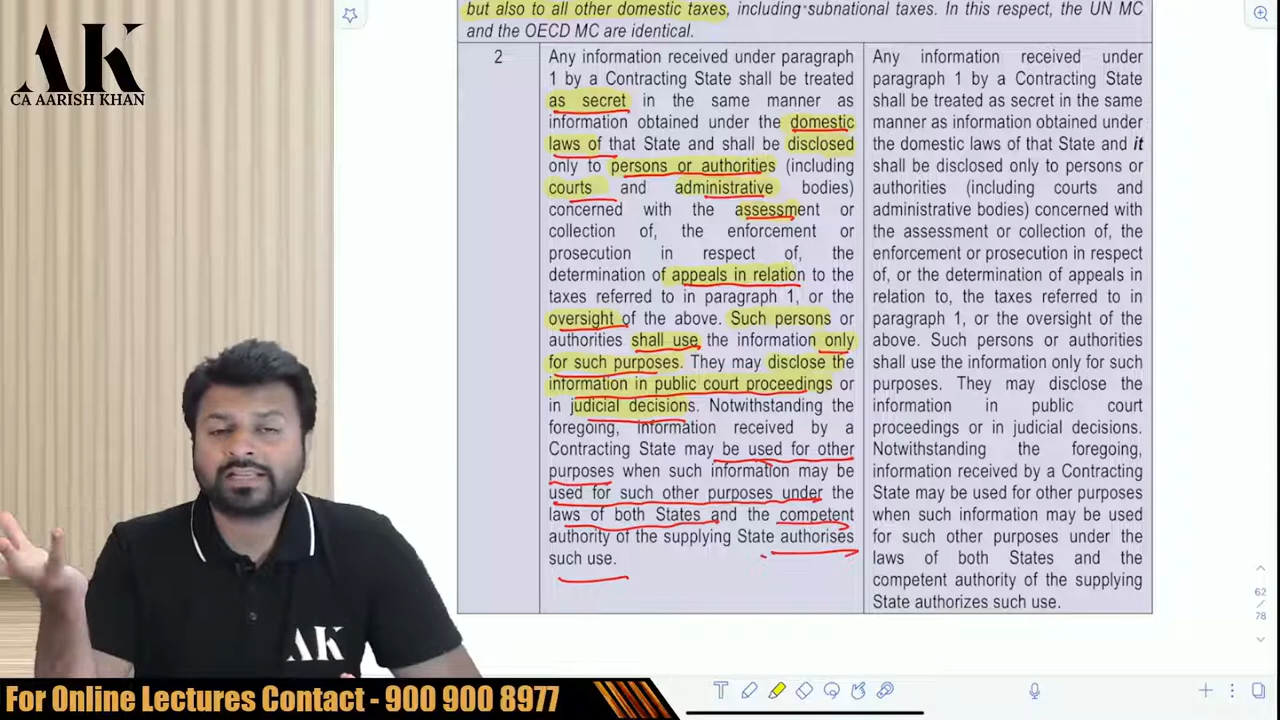 AK
CA AARISH KHAN
but also to all other domestic taxes, including subnational taxes. In this respect, the UN MC
and the OECD MC are identical.
2
Any information received under paragraph
1 by a Contracting State shall be treated
as secret in the same manner as
information obtained under the domestic
laws of that State and shall be disclosed
only to persons or authorities (including
courts and administrative bodies)
concerned with the assessment or
collection of, the enforcement or
prosecution in respect of, the
determination of appeals in relation to the
taxes referred to in paragraph 1, or the
oversight of the above. Such persons or
authorities shall use the information only
for such purposes. They may disclose the
information in public court proceedings or
in judicial decisions. Notwithstanding the
foregoing, information received by a
Contracting State may be used for other
purposes when such information may be
used for such other purposes under the
laws of both States and the competent
authority of the supplying State authorises
such use.
Any information received under
paragraph 1 by a Contracting State
shall be treated as secret in the same
manner as information obtained under
the domestic laws of that State and it
shall be disclosed only to persons or
authorities (including courts and
administrative bodies) concerned with
the assessment or collection of, the
enforcement or prosecution in respect
of, or the determination of appeals in
relation to, the taxes referred to in
paragraph 1, or the oversight of the
above. Such persons or authorities
shall use the information only for such
purposes. They may disclose the
information in public court
proceedings or in judicial decisions.
Notwithstanding the foregoing,
information received by a Contracting
State may be used for other purposes
when such information may be used
for such other purposes under the
laws of both States and the
competent authority of the supplying
State authorizes such use.
62
/
78
AK
For Online Lectures Contact - 900 900 8977
T